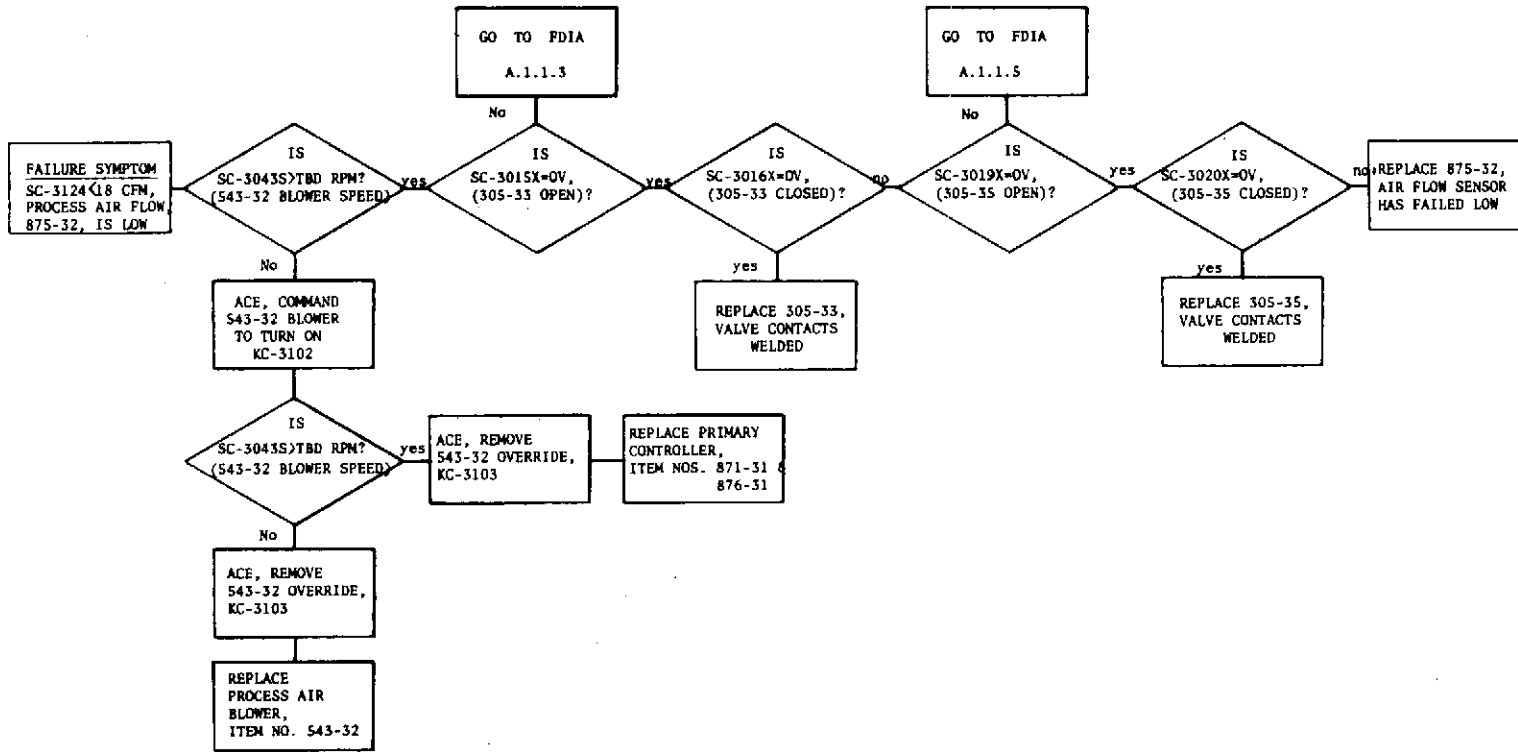 GO TO FDIA
A.1.1.3
GO TO FDIA
A.1.1.5
No
No
FAILURE SYMPTOM
SC-3124<18 CFM,
PROCESS AIR FLOW,
875-32, IS LOW
IS
SC-3043S>TBD RPM?
(543-32 BLOWER SPEED)
yes
IS
SC-3015X=0V,
(305-33 OPEN)?
yes
IS
SC-3016X=0V,
(305-33 CLOSED)?
no
IS
SC-3019X=0V,
(305-35 OPEN)?
yes
IS
SC-3020X=0V,
(305-35 CLOSED)?
no
REPLACE 875-32,
AIR FLOW SENSOR
HAS FAILED LOW
No
yes
yes
ACE, COMMAND
543-32 BLOWER
TO TURN ON
KC-3102
REPLACE 305-33,
VALVE CONTACTS
WELDED
REPLACE 305-35,
VALVE CONTACTS
WELDED
IS
SC-3043S>TBD RPM?
(543-32 BLOWER SPEED)
yes
ACE, REMOVE
543-32 OVERRIDE,
KC-3103
REPLACE PRIMARY
CONTROLLER,
ITEM NOS. 871-31 &
876-31
No
ACE, REMOVE
543-32 OVERRIDE,
KC-3103
REPLACE
PROCESS AIR
BLOWER,
ITEM NO. 543-32